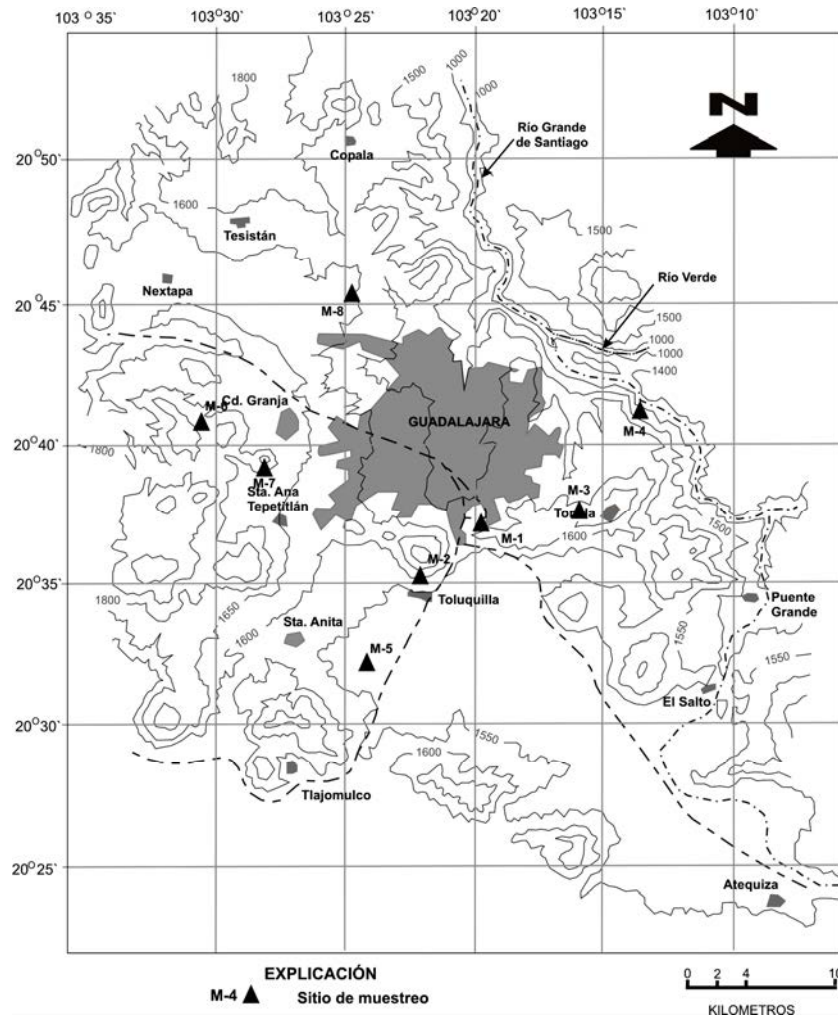 103° 35' 103° 30' 103° 25' 103° 20' 103° 15' 103° 10'
1800
1500
1000
1000
Río Grande
de Santiago
N
20° 50'
Copala
1400
1600
Tesistán
1500
Nextapa
Río Verde
20° 45'
M-8
1500
1000
1000
1400
Cd. Granja
M-6
GUADALAJARA
M-4
20° 40'
1800
M-7
Sta. Ana
Tepetitlán
M-3
Tonala
1500
M-1
1600
M-2
20° 35'
1800
1650
Toluquilla
Puente
Grande
1600
Sta. Anita
1550
M-5
1550
El Salto
20° 30'
1550
1600
Tlajomulco
20° 25'
Atequiza
EXPLICACIÓN
M-4 Sitio de muestreo
0 2 4 10
KILOMETROS